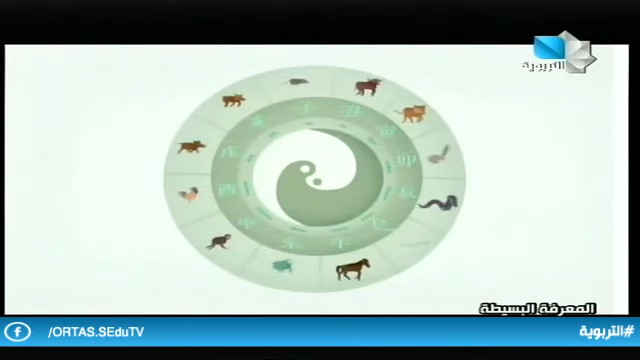 التربوية
子
丑
寅
卯
辰
巳
午
未
申
酉
戌
亥
المعرفة البسيطة
/ORTAS.SEduTV
#التربوية